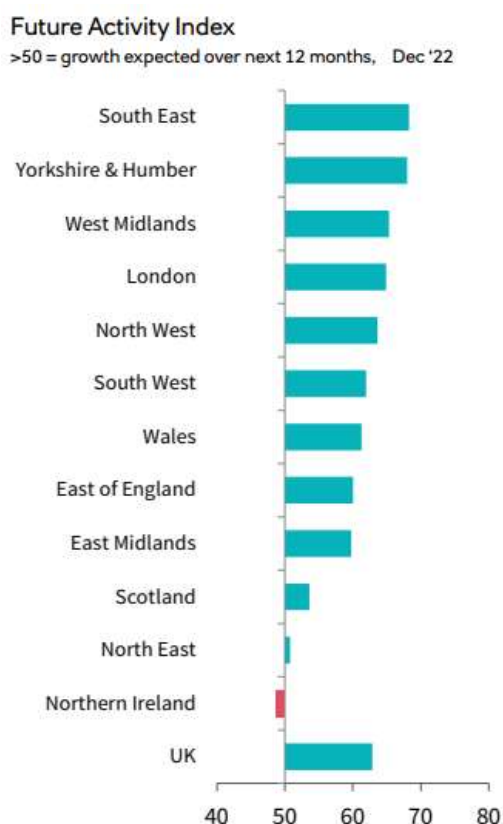 Future Activity Index
>50 = growth expected over next 12 months, Dec ‘22
South East
Yorkshire & Humber
West Midlands
London
North West
South West
Wales
East of England
East Midlands
Scotland
North East
Northern Ireland
UK
40 50 60 70 80